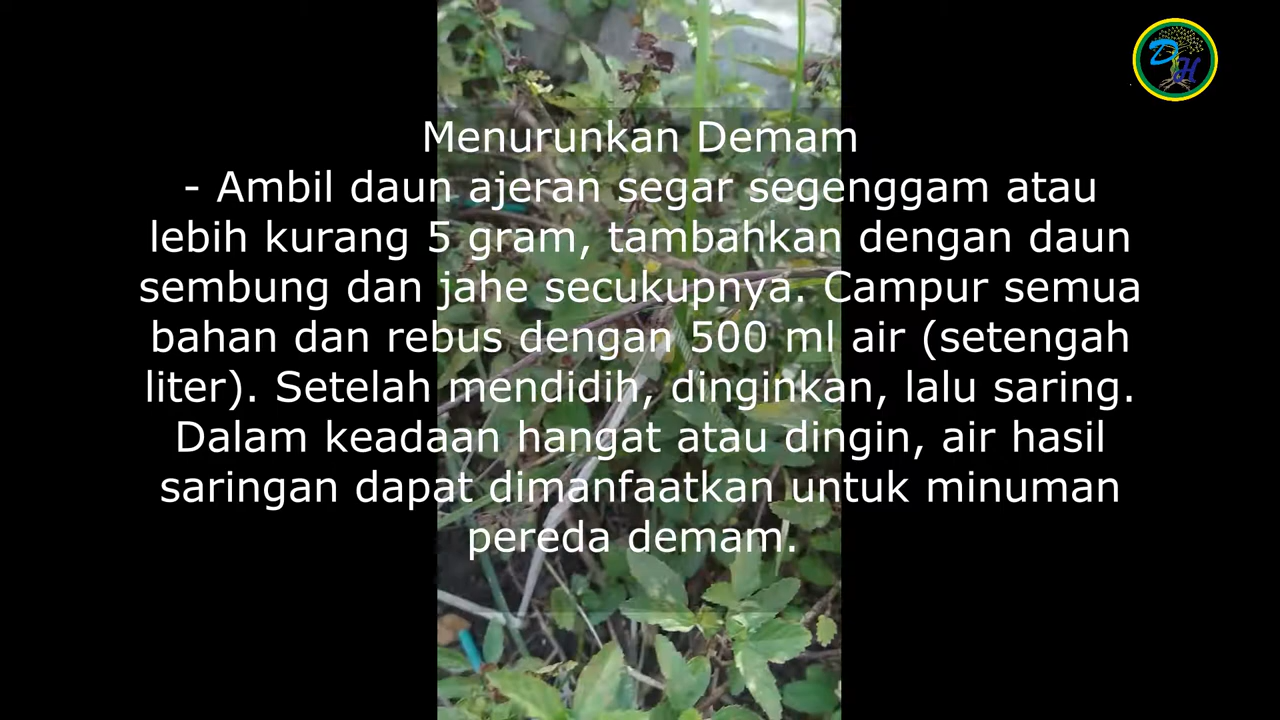 DH
Menurunkan Demam
- Ambil daun ajeran segar segenggam atau
lebih kurang 5 gram, tambahkan dengan daun
sembung dan jahe secukupnya. Campur semua
bahan dan rebus dengan 500 ml air (setengah
liter). Setelah mendidih, dinginkan, lalu saring.
Dalam keadaan hangat atau dingin, air hasil
saringan dapat dimanfaatkan untuk minuman
pereda demam.